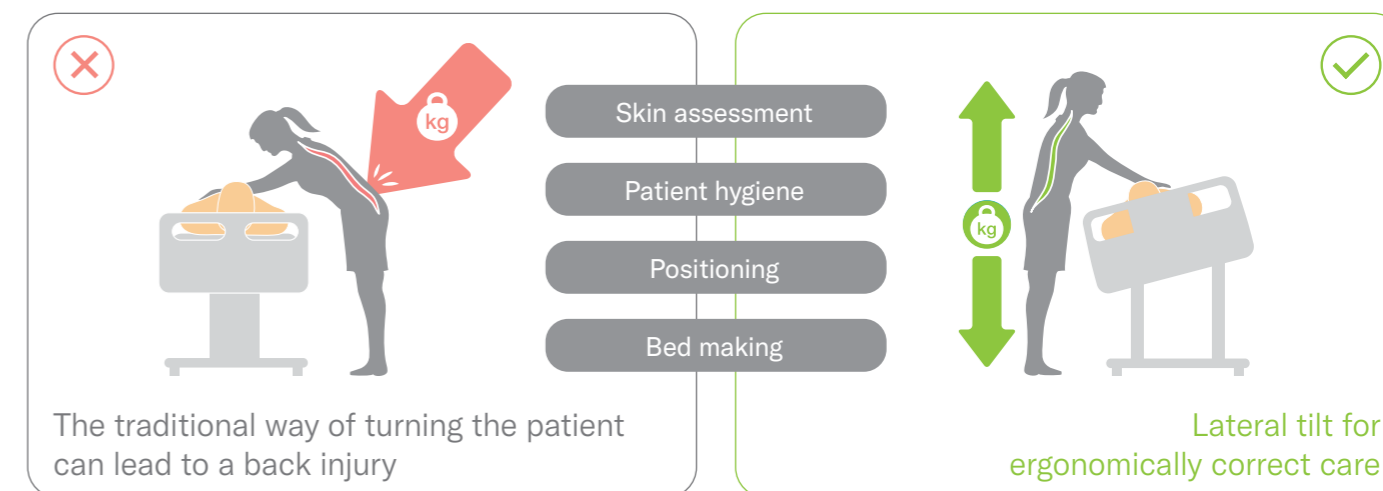 kg
Skin assessment
Patient hygiene
Positioning
Bed making
kg
The traditional way of turning the patient
can lead to a back injury
Lateral tilt for
ergonomically correct care